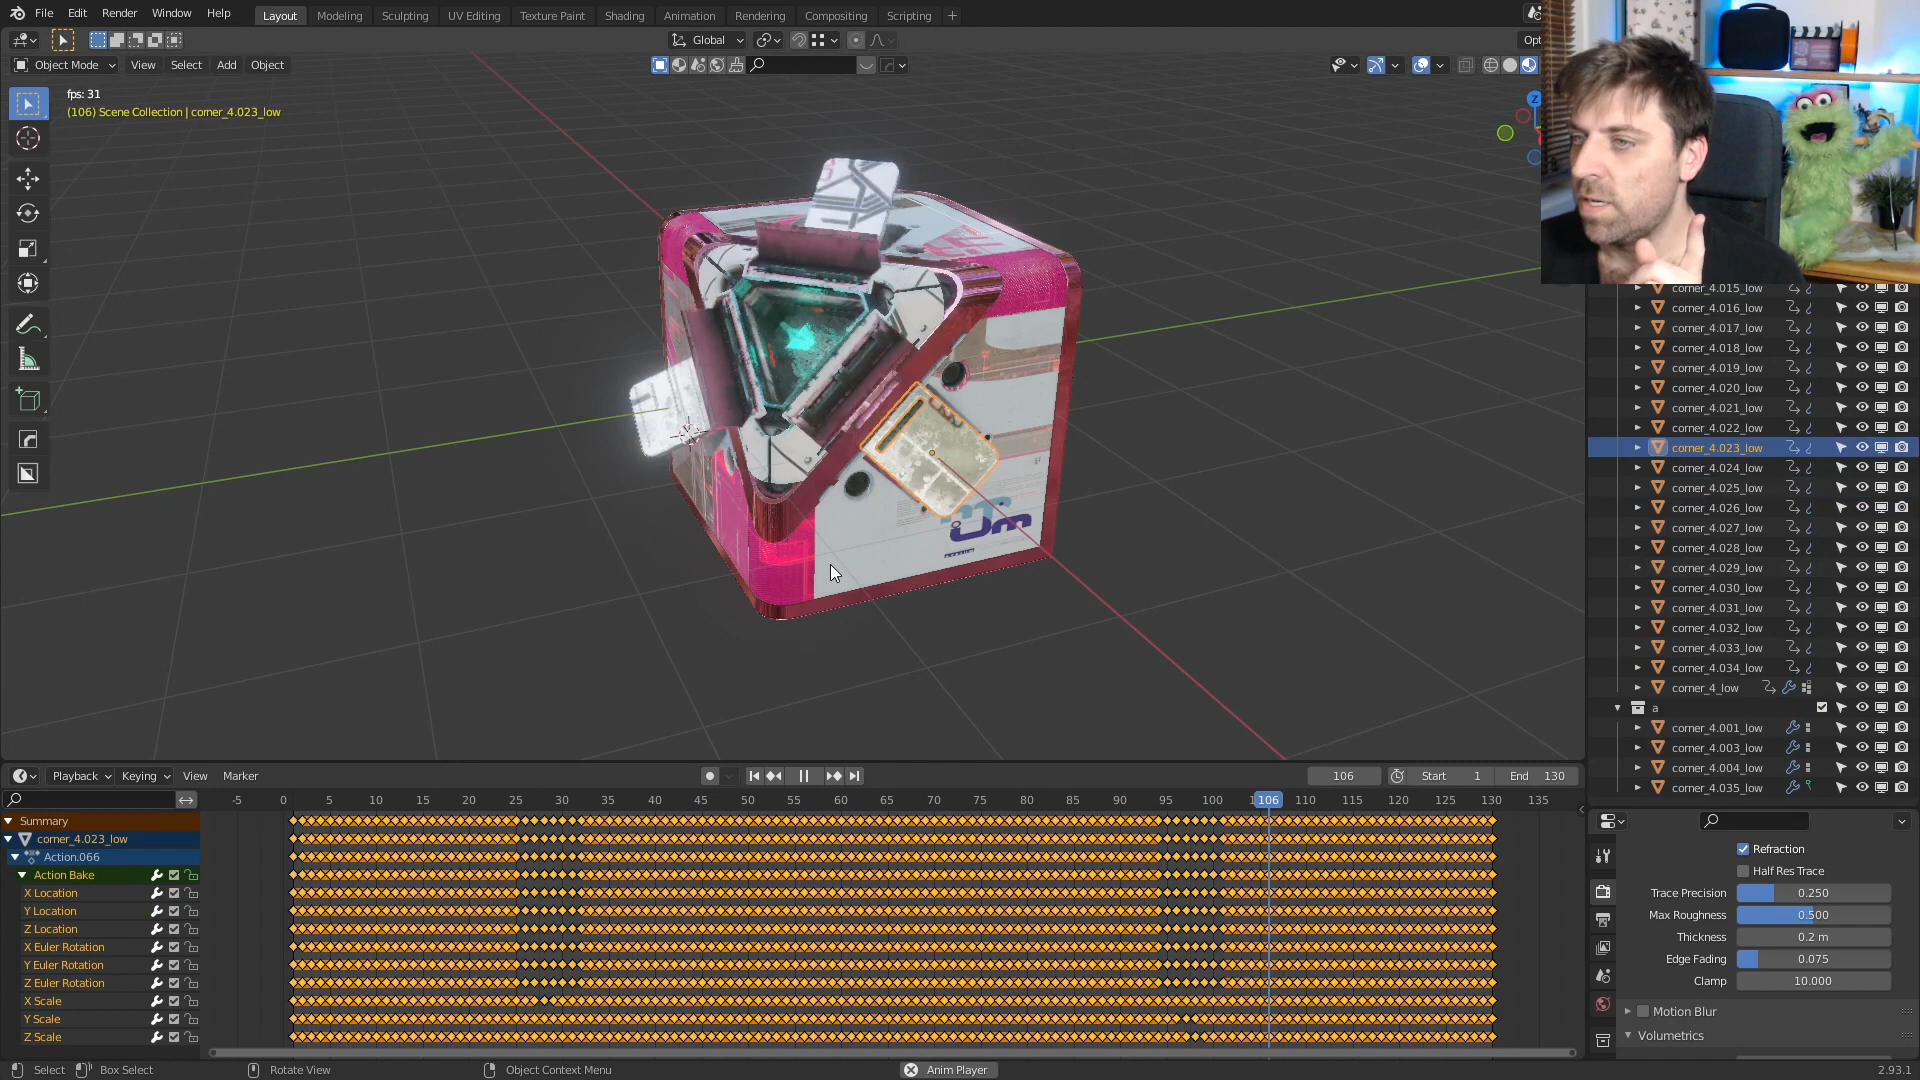 File Edit Render Window Help Layout Modeling Sculpting UV Editing Texture Paint Shading Animation Rendering Compositing Scripting +
Global
Object Mode View Select Add Object
fps: 31
(106) Scene Collection | corner_4.023_low
Z
corner_4.015_low
corner_4.016_low
corner_4.017_low
corner_4.018_low
corner_4.019_low
corner_4.020_low
corner_4.021_low
corner_4.022_low
corner_4.023_low
corner_4.024_low
corner_4.025_low
corner_4.026_low
corner_4.027_low
corner_4.028_low
corner_4.029_low
corner_4.030_low
corner_4.031_low
corner_4.032_low
corner_4.033_low
corner_4.034_low
corner_4_low
a
corner_4.001_low
corner_4.003_low
corner_4.004_low
corner_4.035_low
Playback Keying View Marker 106 Start 1 End 130
-5 0 5 10 15 20 25 30 35 40 45 50 55 60 65 70 75 80 85 90 95 100 106 110 115 120 125 130 135
Summary
corner_4.023_low
Action.066
Action Bake
X Location
Y Location
Z Location
X Euler Rotation
Y Euler Rotation
Z Euler Rotation
X Scale
Y Scale
Z Scale
Refraction
Half Res Trace
Trace Precision 0.250
Max Roughness 0.500
Thickness 0.2 m
Edge Fading 0.075
Clamp 10.000
Motion Blur
Volumetrics
Select Box Select Rotate View Object Context Menu Anim Player 2.93.1